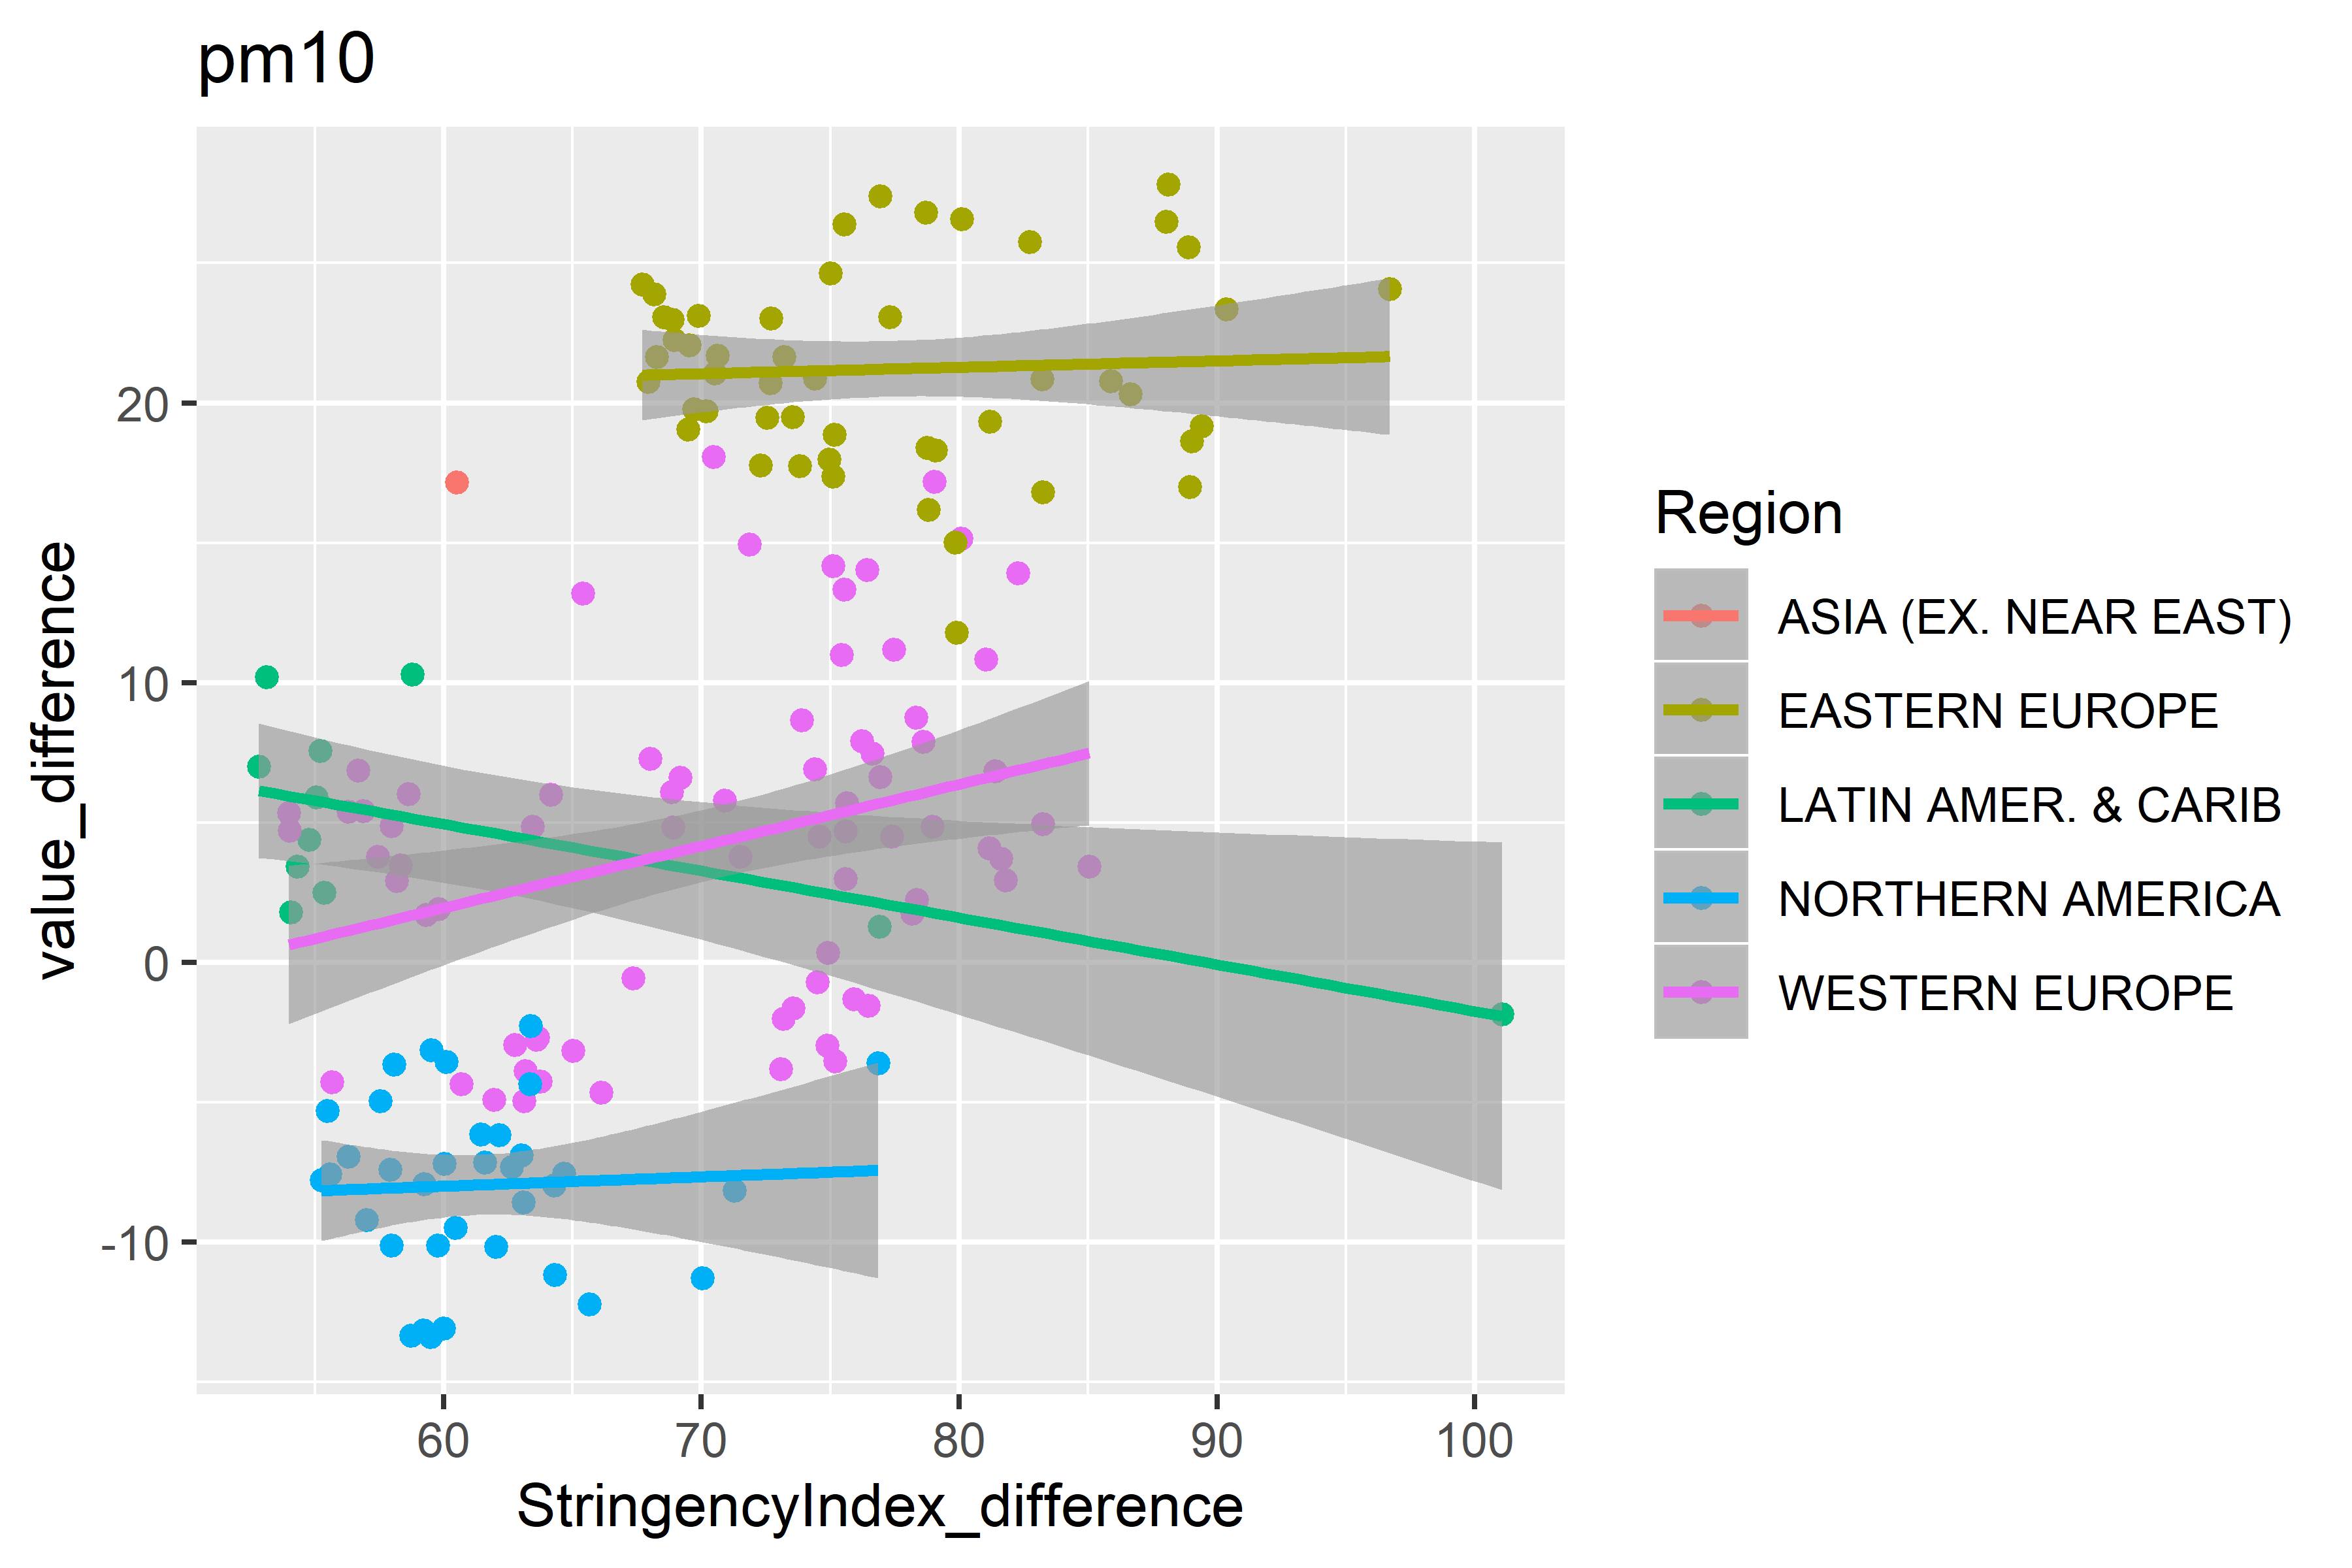 pm10
value_difference
20
10
0
-10
60 70 80 90 100
StringencyIndex_difference
Region
ASIA (EX. NEAR EAST)
EASTERN EUROPE
LATIN AMER. & CARIB
NORTHERN AMERICA
WESTERN EUROPE